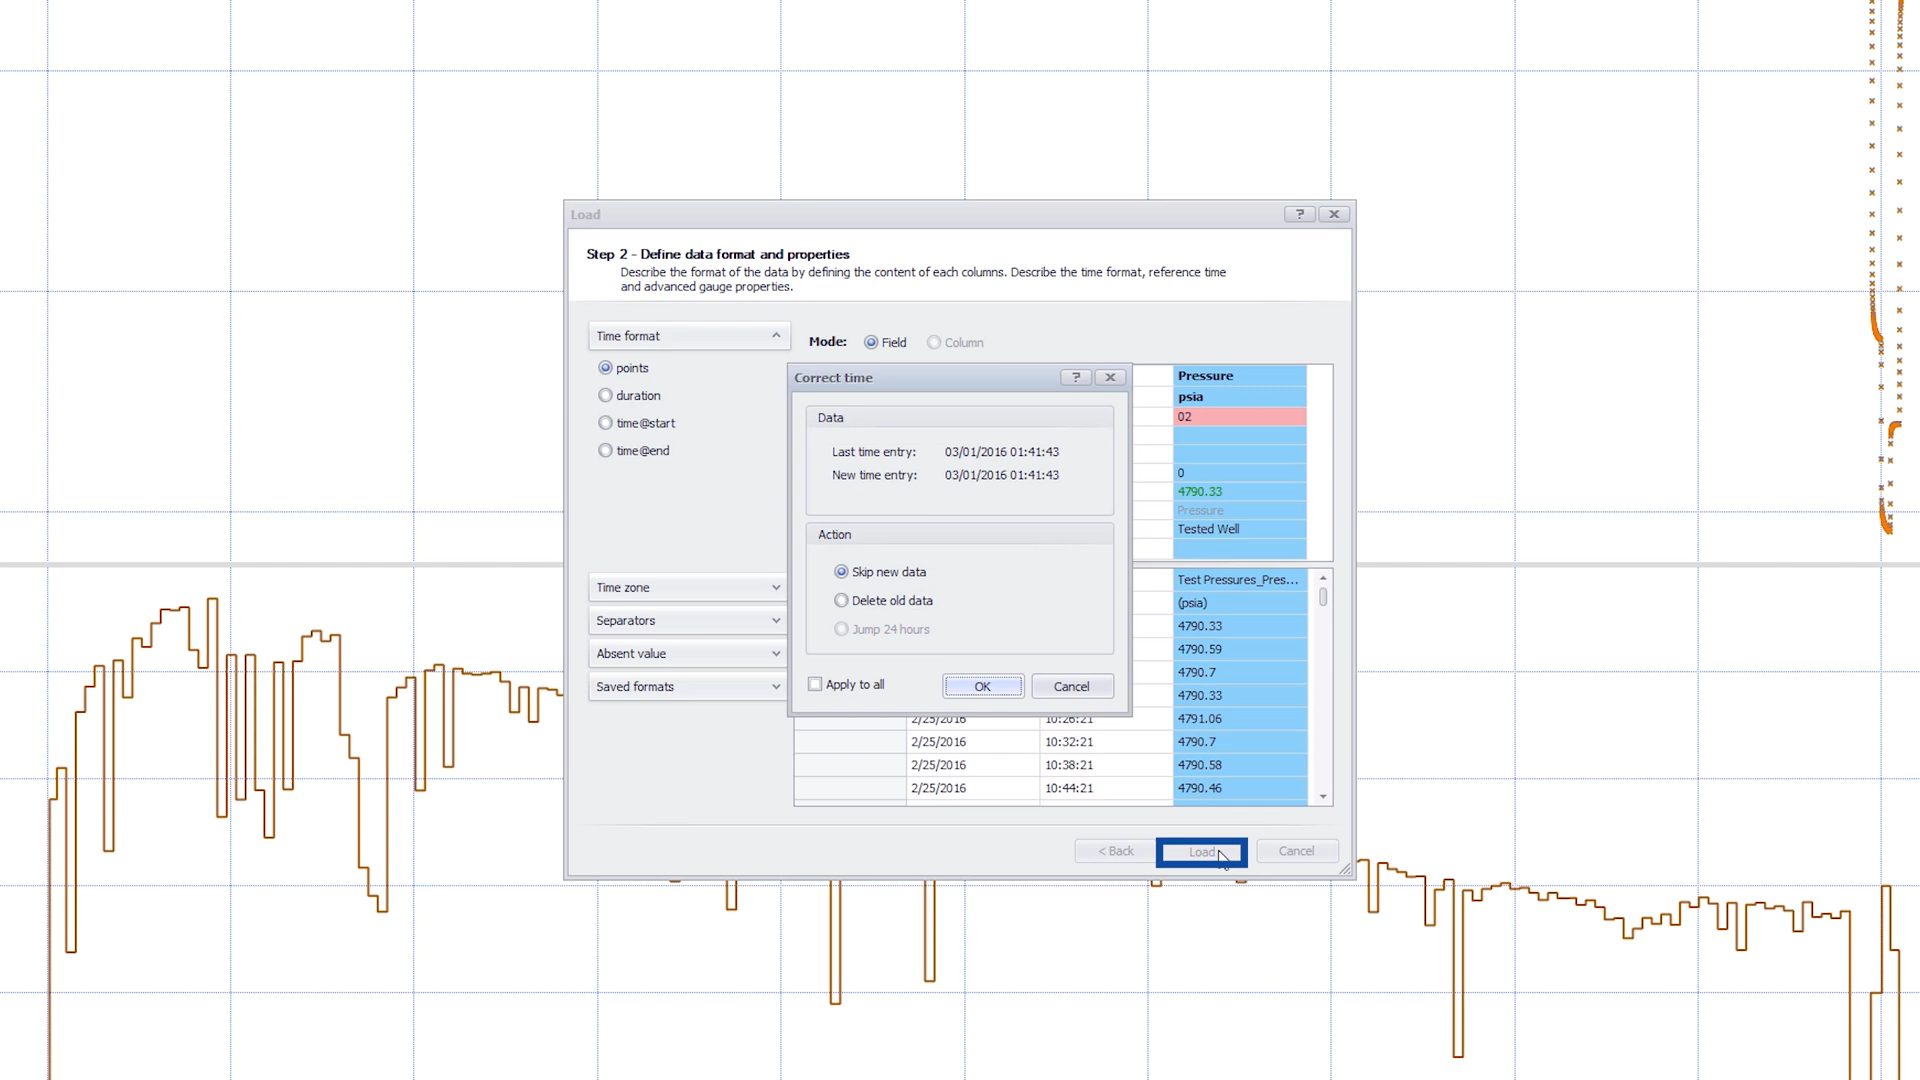 Load
?
Step 2 - Define data format and properties
Describe the format of the data by defining the content of each columns. Describe the time format, reference time
and advanced gauge properties.
Time format
Mode: Field Column
points
duration
time@start
time@end
Time zone
Separators
Absent value
Saved formats
Correct time
?
Data
Last time entry: 03/01/2016 01:41:43
New time entry: 03/01/2016 01:41:43
Action
Skip new data
Delete old data
Jump 24 hours
Apply to all OK Cancel
Pressure
psia
02
0
4790.33
Pressure
Tested Well
Test Pressures_Pres...
(psia)
4790.33
4790.59
4790.7
4790.33
2/25/2016 10:26:21 4791.06
2/25/2016 10:32:21 4790.7
2/25/2016 10:38:21 4790.58
2/25/2016 10:44:21 4790.46
< Back Load Cancel